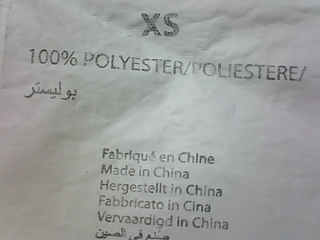 XS
100% POLYESTER/POLIESTERE/
بوليستر
Fabriqué en Chine
Made in China
Hergestellt in China
Fabbricato in Cina
Vervaardigd in China
صنع في الصين